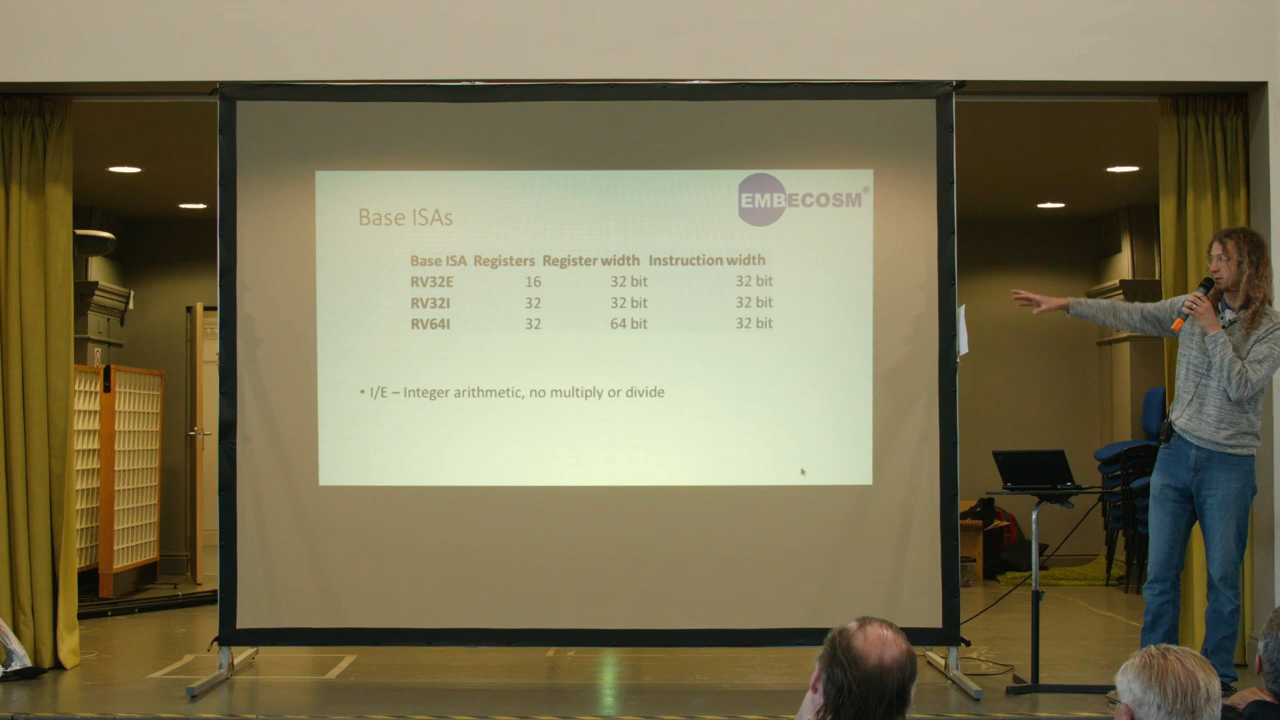 EMBECOSM®
Base ISAs
Base ISA Registers Register width Instruction width
RV32E 16 32 bit 32 bit
RV32I 32 32 bit 32 bit
RV64I 32 64 bit 32 bit
• I/E – Integer arithmetic, no multiply or divide